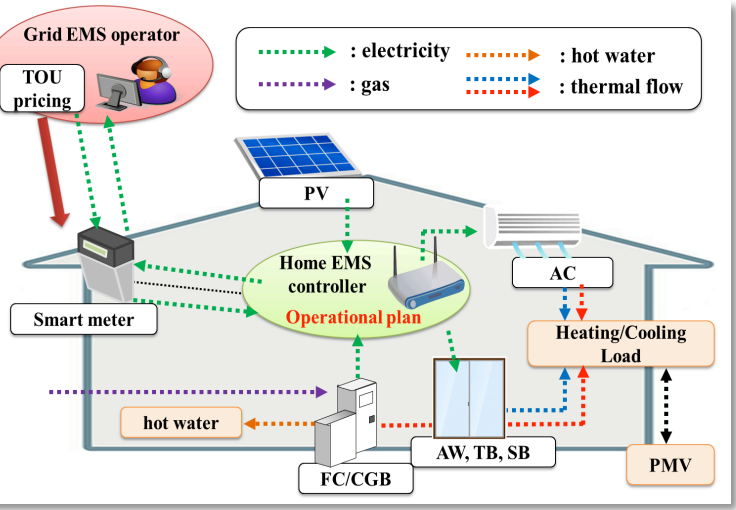 Grid EMS operator
TOU
pricing
: electricity
: hot water
: gas
: thermal flow
PV
Home EMS
controller
Operational plan
AC
Smart meter
Heating/Cooling
Load
hot water
AW, TB, SB
FC/CGB
PMV